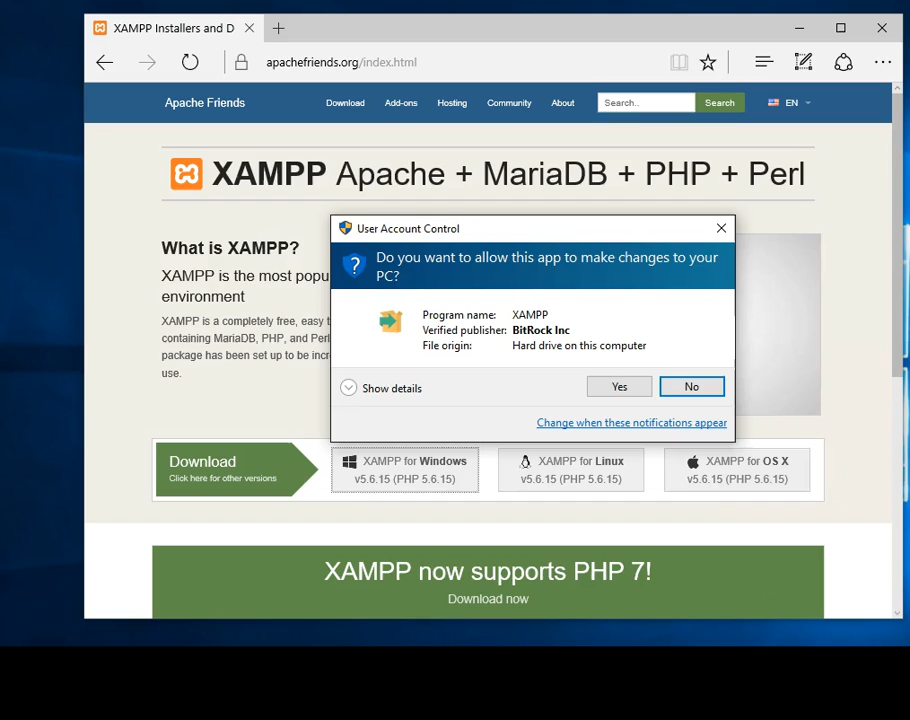 XAMPP Installers and D
apachefriends.org/index.html
Apache Friends
Download
Add-ons
Hosting
Community
About
Search..
Search
EN
XAMPP Apache + MariaDB + PHP + Perl
What is XAMPP?
XAMPP is the most popu
environment
XAMPP is a completely free, easy t
containing MariaDB, PHP, and Perl
package has been set up to be incr
use.
User Account Control
Do you want to allow this app to make changes to your
PC?
Program name: XAMPP
Verified publisher: BitRock Inc
File origin: Hard drive on this computer
Show details
Yes
No
Change when these notifications appear
Download
Click here for other versions
XAMPP for Windows
v5.6.15 (PHP 5.6.15)
XAMPP for Linux
v5.6.15 (PHP 5.6.15)
XAMPP for OS X
v5.6.15 (PHP 5.6.15)
XAMPP now supports PHP 7!
Download now